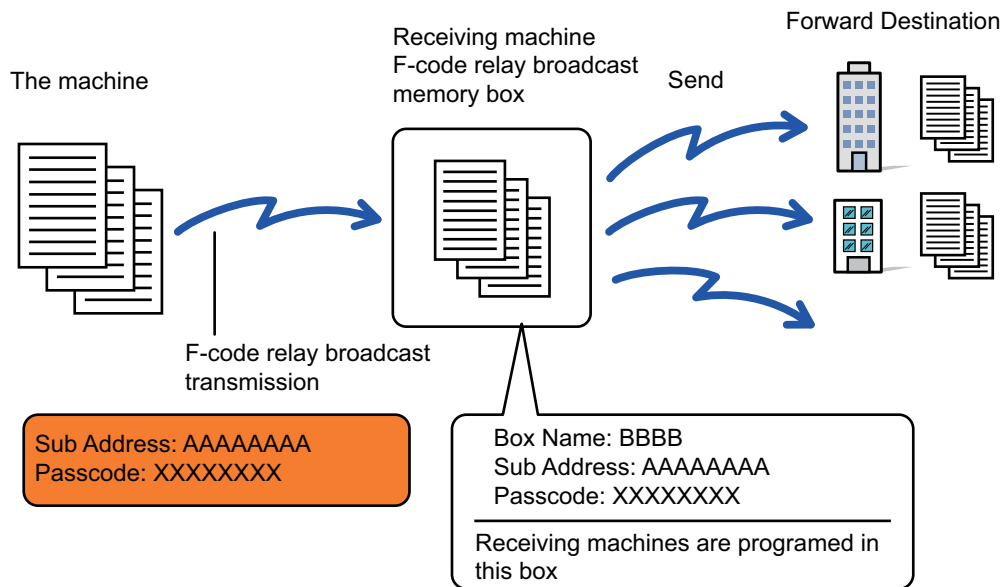 The machine
Receiving machine
F-code relay broadcast
memory box
Send
Forward Destination
F-code relay broadcast
transmission
Sub Address: AAAAAAAA
Passcode: XXXXXXXX
Box Name: BBBB
Sub Address: AAAAAAAA
Passcode: XXXXXXXX
Receiving machines are programed in
this box